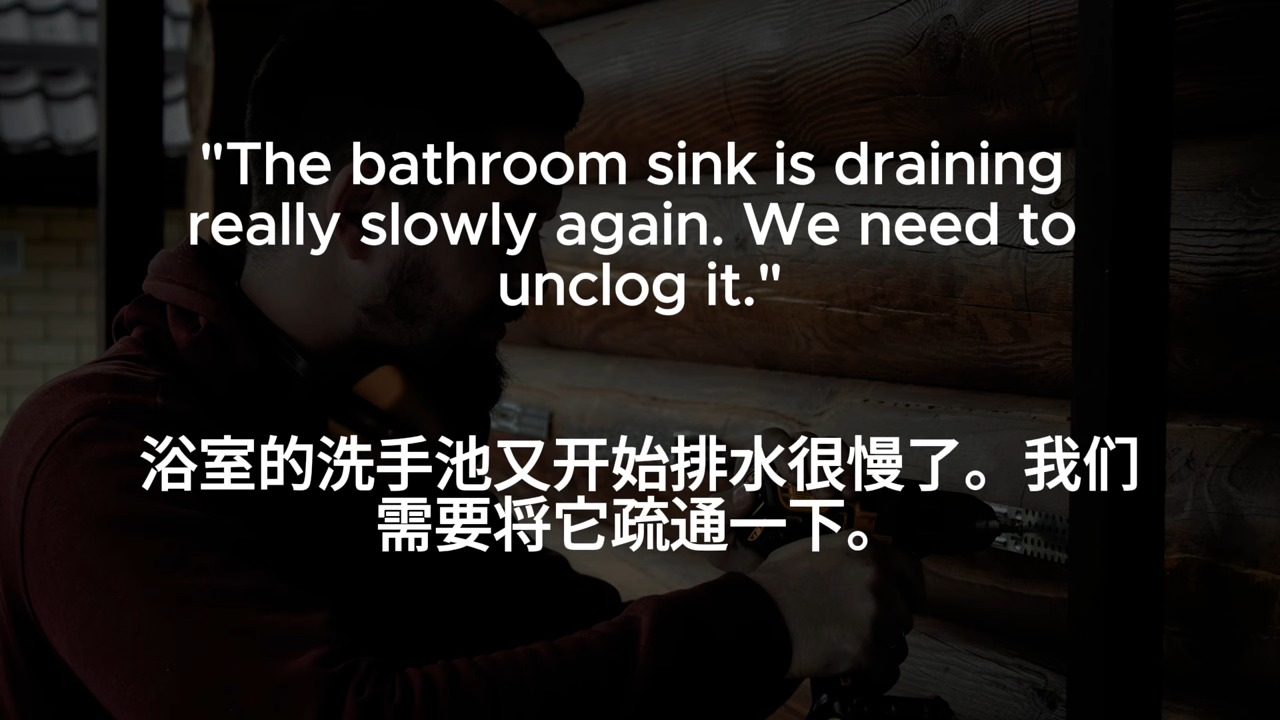 "The bathroom sink is draining
really slowly again. We need to
unclog it."
浴室的洗手池又开始排水很慢了。我们
需要将它疏通一下。